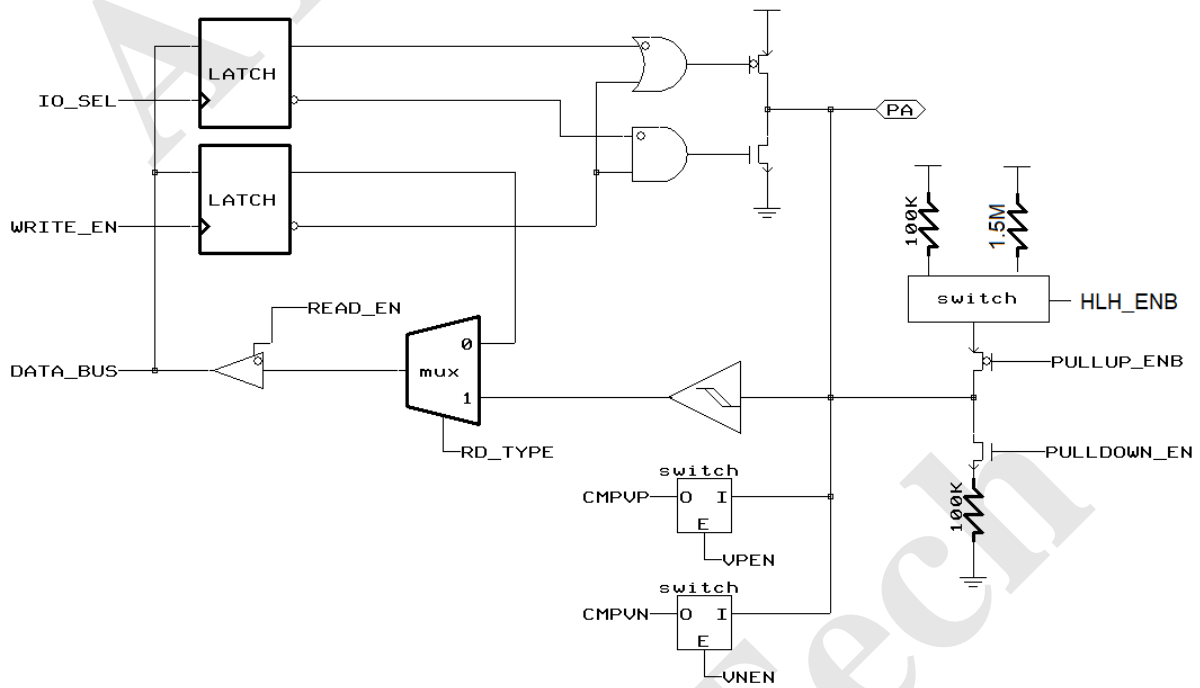 LATCH
IO_SEL
PA
LATCH
WRITE_EN
100K
1.5M
switch
HLH_ENB
READ_EN
0
DATA_BUS
mux
PULLUP_ENB
1
RD_TYPE
PULLDOWN_EN
switch
CMPVP
O I
E
100K
VPEN
switch
CMPVN
O I
E
VNEN
Tech